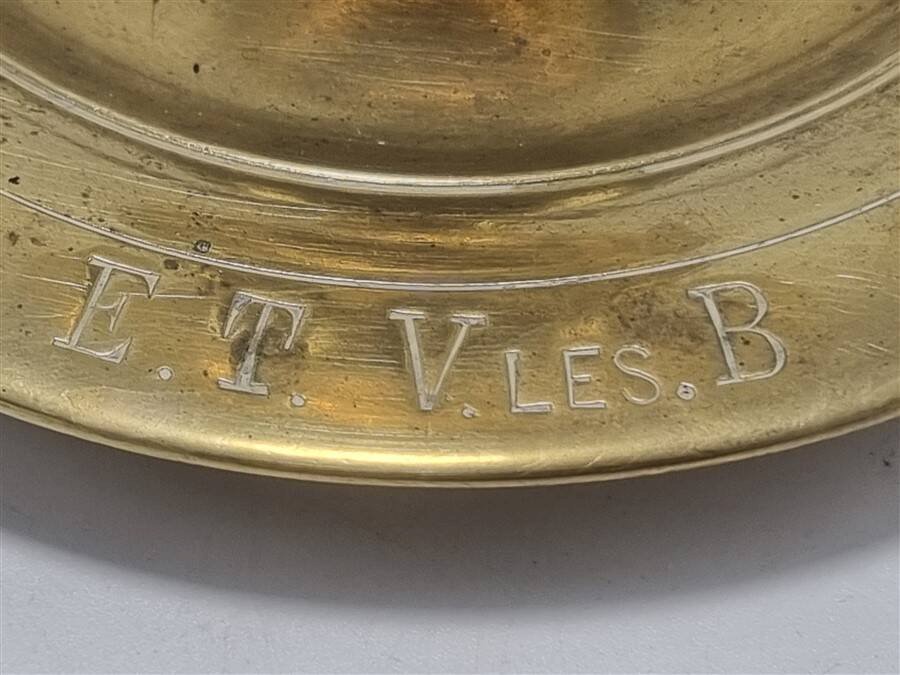 E. T. V. LES. B